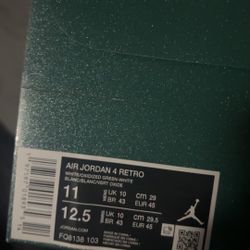 AIR JORDAN 4 RETRO
WHITE/OXIDIZED GREEN-WHITE
BLANC/BLANC/VERT OXIDE
11 UK 10 cm 29
BR 43 EUR 45
12.5 UK 10 cm 29.5
BR 43 EUR 45
FQ8138 103